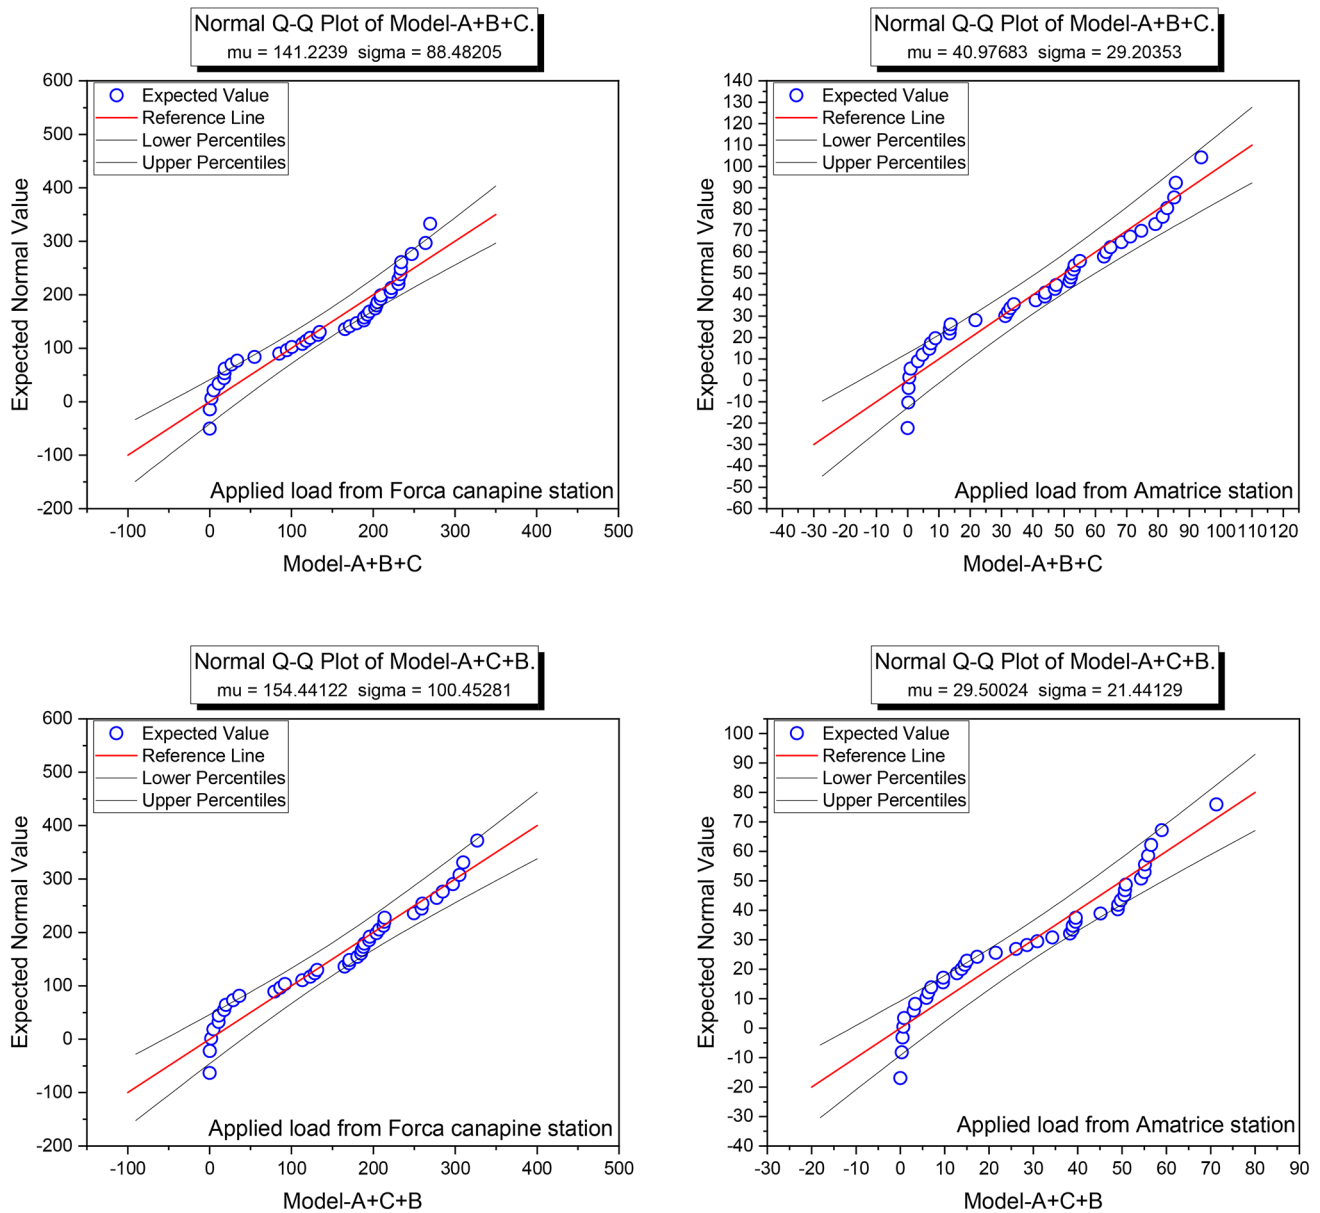 Normal Q-Q Plot of Model-A+B+C.
mu = 141.2239 sigma = 88.48205
600
500
400
300
200
100
0
-100
-200
Expected Normal Value
Expected Value
Reference Line
Lower Percentiles
Upper Percentiles
Applied load from Forca canapine station
-100 0 100 200 300 400 500
Model-A+B+C
Normal Q-Q Plot of Model-A+B+C.
mu = 40.97683 sigma = 29.20353
140
130
120
110
100
90
80
70
60
50
40
30
20
10
0
-10
-20
-30
-40
-50
-60
Expected Normal Value
Expected Value
Reference Line
Lower Percentiles
Upper Percentiles
Applied load from Amatrice station
-40 -30 -20 -10 0 10 20 30 40 50 60 70 80 90 100 110 120
Model-A+B+C
Normal Q-Q Plot of Model-A+C+B.
mu = 154.44122 sigma = 100.45281
600
500
400
300
200
100
0
-100
-200
Expected Normal Value
Expected Value
Reference Line
Lower Percentiles
Upper Percentiles
Applied load from Forca canapine station
-100 0 100 200 300 400 500
Model-A+C+B
Normal Q-Q Plot of Model-A+C+B.
mu = 29.50024 sigma = 21.44129
100
90
80
70
60
50
40
30
20
10
0
-10
-20
-30
-40
Expected Normal Value
Expected Value
Reference Line
Lower Percentiles
Upper Percentiles
Applied load from Amatrice station
-30 -20 -10 0 10 20 30 40 50 60 70 80 90
Model-A+C+B